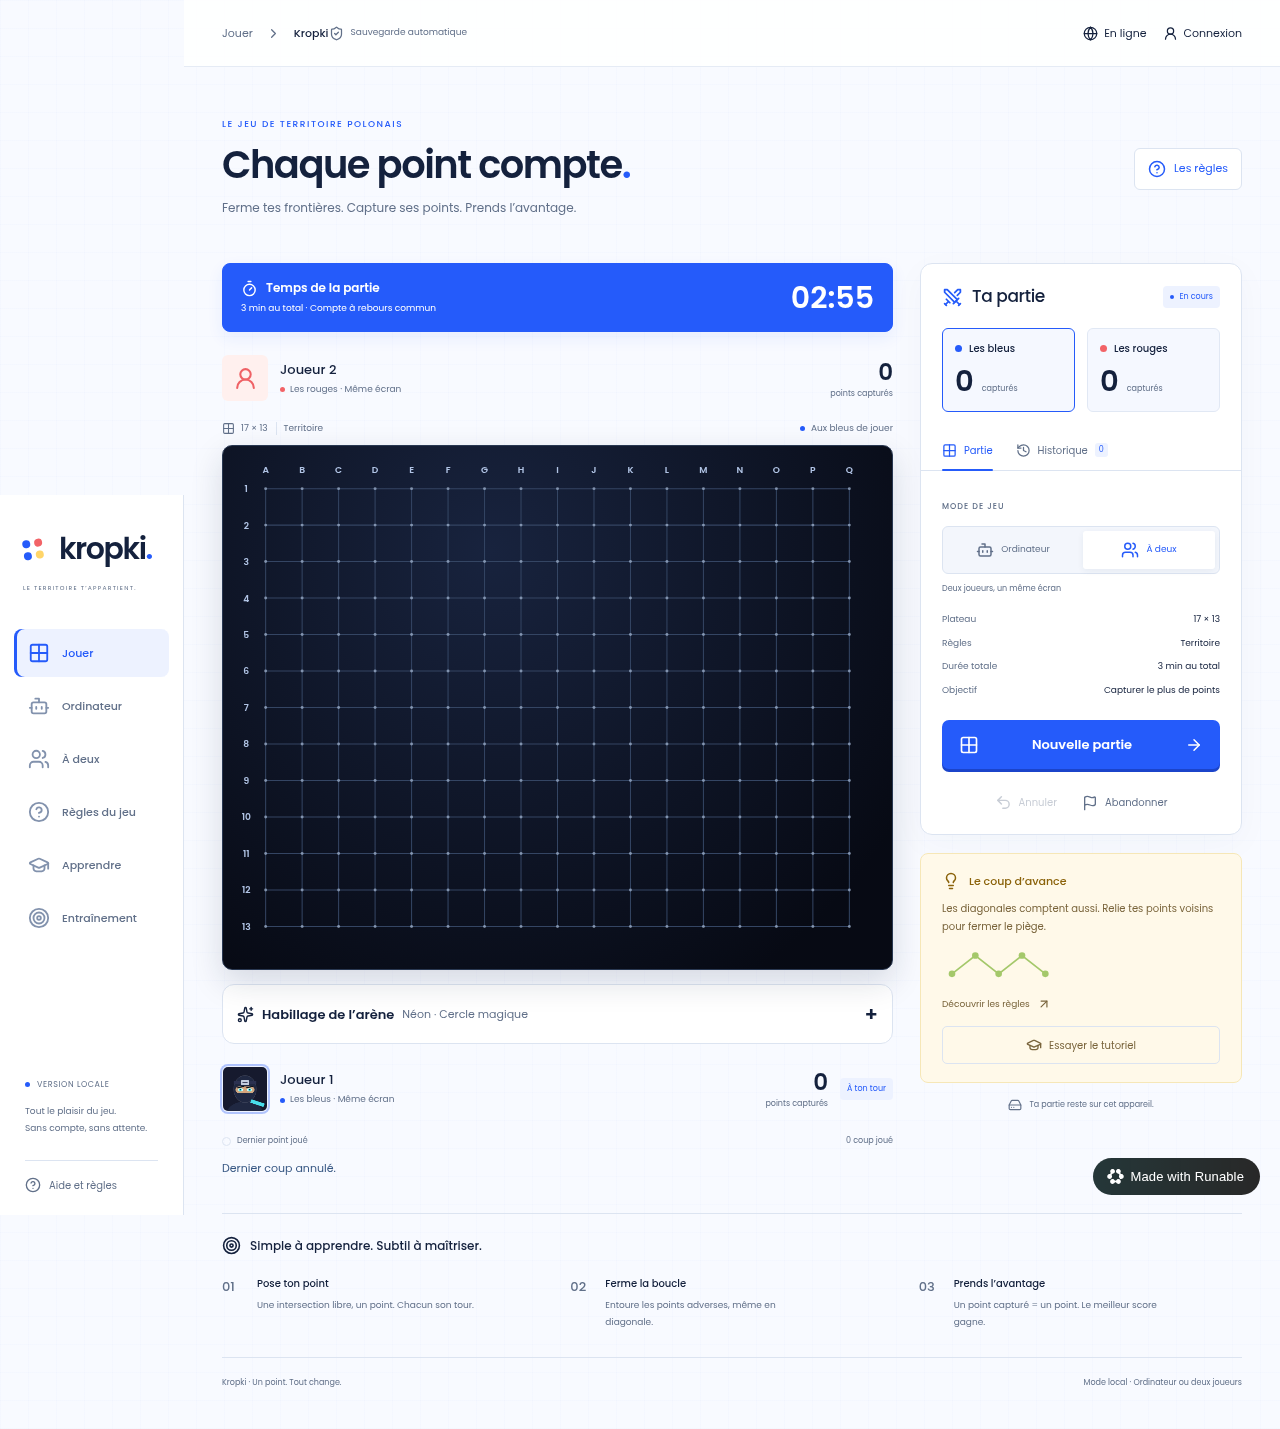 Jouer
Kropki
Sauvegarde automatique
En ligne
Connexion
LE JEU DE TERRITOIRE POLONAIS
Chaque point compte.
Ferme tes frontières. Capture ses points. Prends l’avantage.
Les règles
Temps de la partie
3 min au total · Compte à rebours commun
02:55
Joueur 2
Les rouges · Même écran
0
points capturés
17 × 13
Territoire
Aux bleus de jouer
A B C D E F G H I J K L M N O P Q
1
2
3
4
5
6
7
8
9
10
11
12
13
Habillage de l’arène
Néon · Cercle magique
+
Joueur 1
Les bleus · Même écran
0
points capturés
À ton tour
Dernier point joué
0 coup joué
Dernier coup annulé.
Ta partie
En cours
Les bleus
0 capturés
Les rouges
0 capturés
Partie
Historique
0
MODE DE JEU
Ordinateur
À deux
Deux joueurs, un même écran
Plateau
17 × 13
Règles
Territoire
Durée totale
3 min au total
Objectif
Capturer le plus de points
Nouvelle partie
Annuler
Abandonner
Le coup d’avance
Les diagonales comptent aussi. Relie tes points voisins
pour fermer le piège.
Découvrir les règles
Essayer le tutoriel
Ta partie reste sur cet appareil.
kropki.
LE TERRITOIRE T’APPARTIENT.
Jouer
Ordinateur
À deux
Règles du jeu
Apprendre
Entraînement
VERSION LOCALE
Tout le plaisir du jeu.
Sans compte, sans attente.
Aide et règles
Made with Runable
Simple à apprendre. Subtil à maîtriser.
01
Pose ton point
Une intersection libre, un point. Chacun son tour.
02
Ferme la boucle
Entoure les points adverses, même en
diagonale.
03
Prends l’avantage
Un point capturé = un point. Le meilleur score
gagne.
Kropki · Un point. Tout change.
Mode local · Ordinateur ou deux joueurs